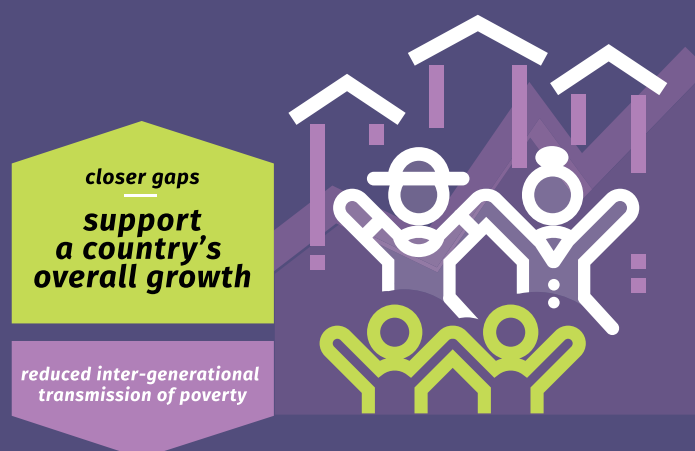 closer gaps
support
a country's
overall growth
reduced inter-generational
transmission of poverty